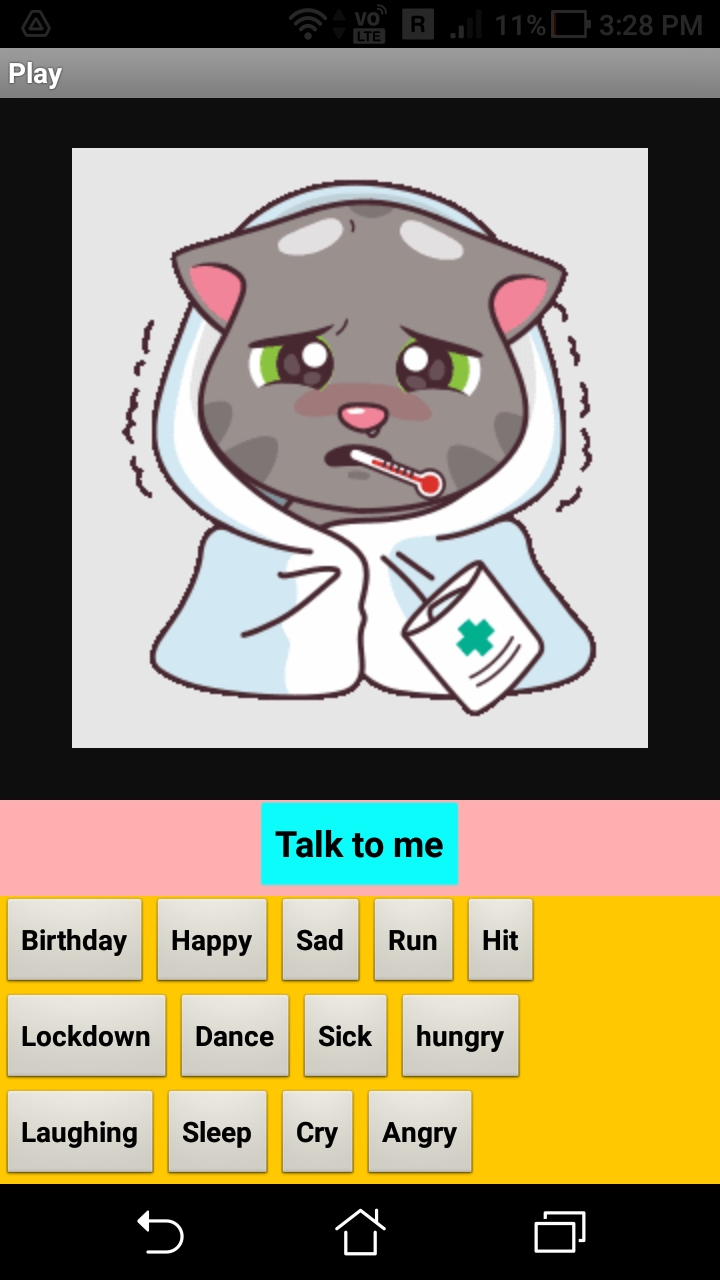 VO LTE R 11% 3:28 PM
Play
Talk to me
Birthday Happy Sad Run Hit
Lockdown Dance Sick hungry
Laughing Sleep Cry Angry